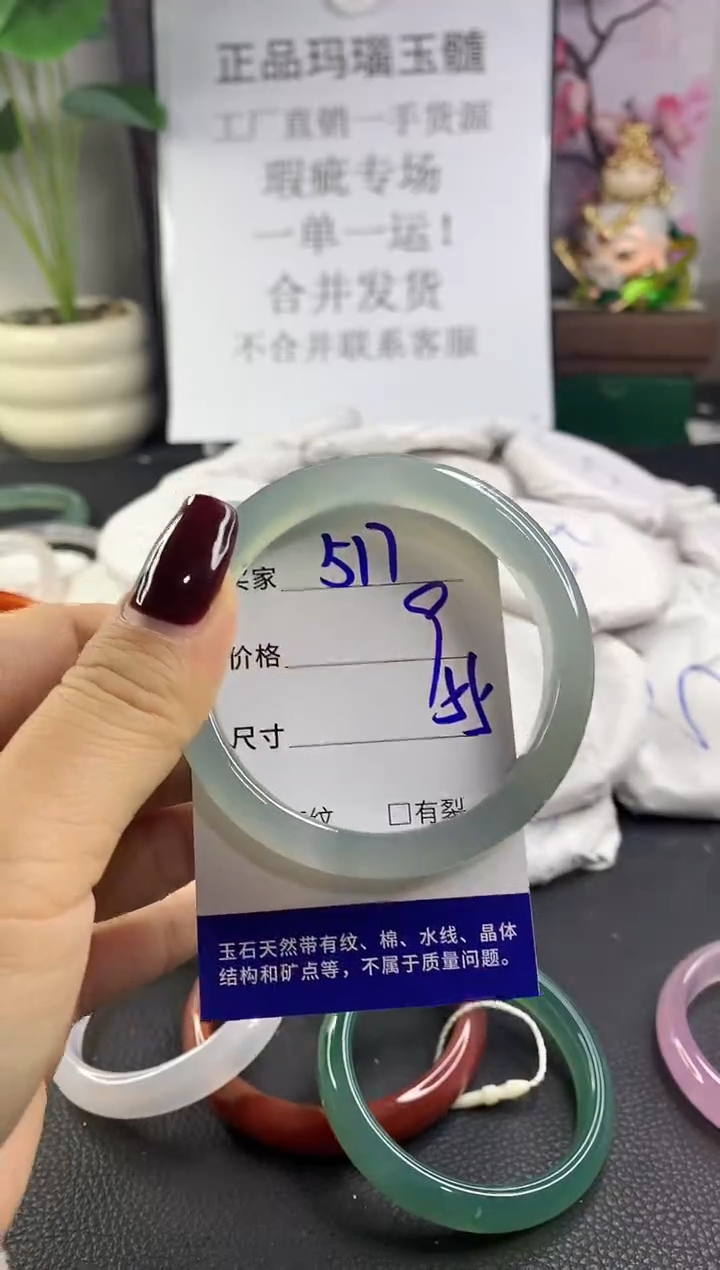 正品玛瑙玉髓
工厂直销一手货源
瑕疵专场
一单一运!
合并发货
不合并联系客服
家 517
价格
尺寸
纹 □有裂
玉石天然带有纹、棉、水线、晶体
结构和矿点等，不属于质量问题。